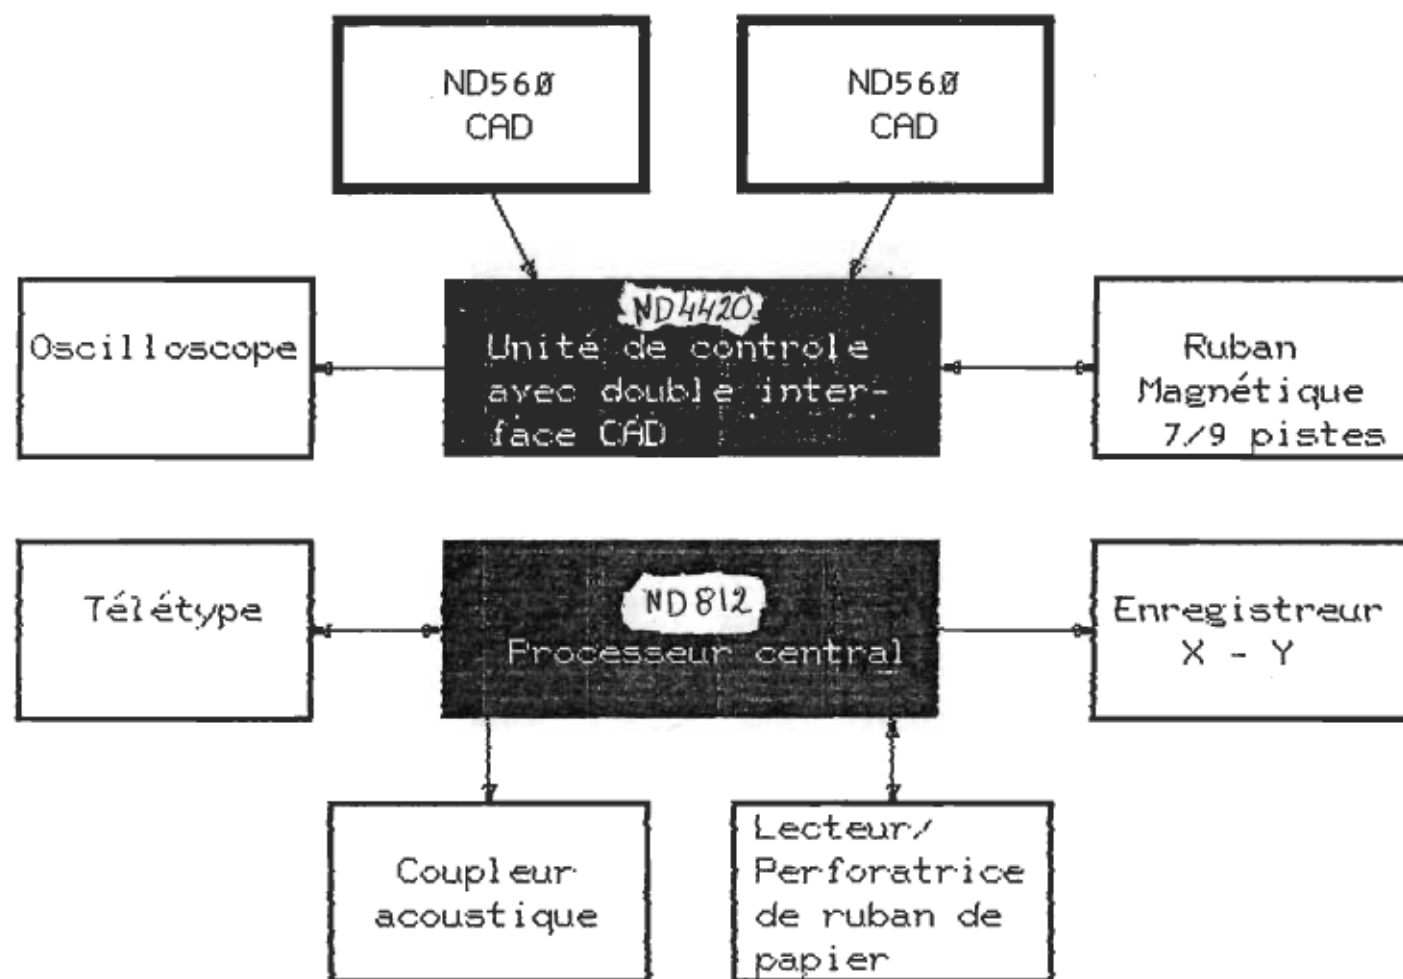 ND560
CAD
ND560
CAD
Oscilloscope
ND4420
Unité de contrôle
avec double inter-
face CAD
Ruban
Magnétique
7/9 pistes
Télétype
ND812
Processeur central
Enregistreur
X - Y
Coupleur
acoustique
Lecteur/
Perforatrice
de ruban de
papier